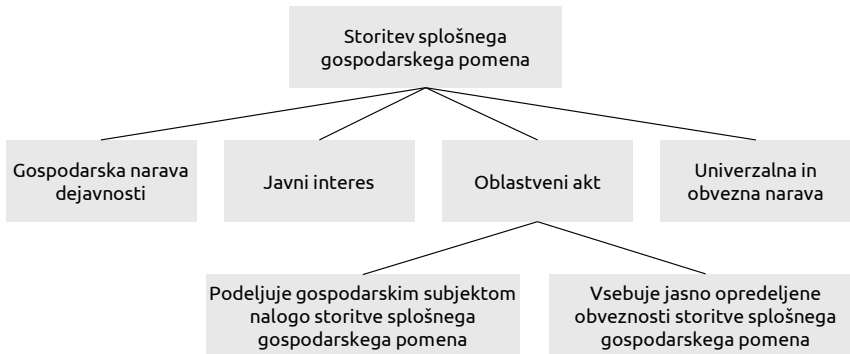 Storitev splošnega
gospodarskega pomena
Gospodarska narava
dejavnosti
Javni interes
Oblastveni akt
Univerzalna in
obvezna narava
Podeljuje gospodarskim subjektom
nalogo storitve splošnega
gospodarskega pomena
Vsebuje jasno opredeljene
obveznosti storitve splošnega
gospodarskega pomena